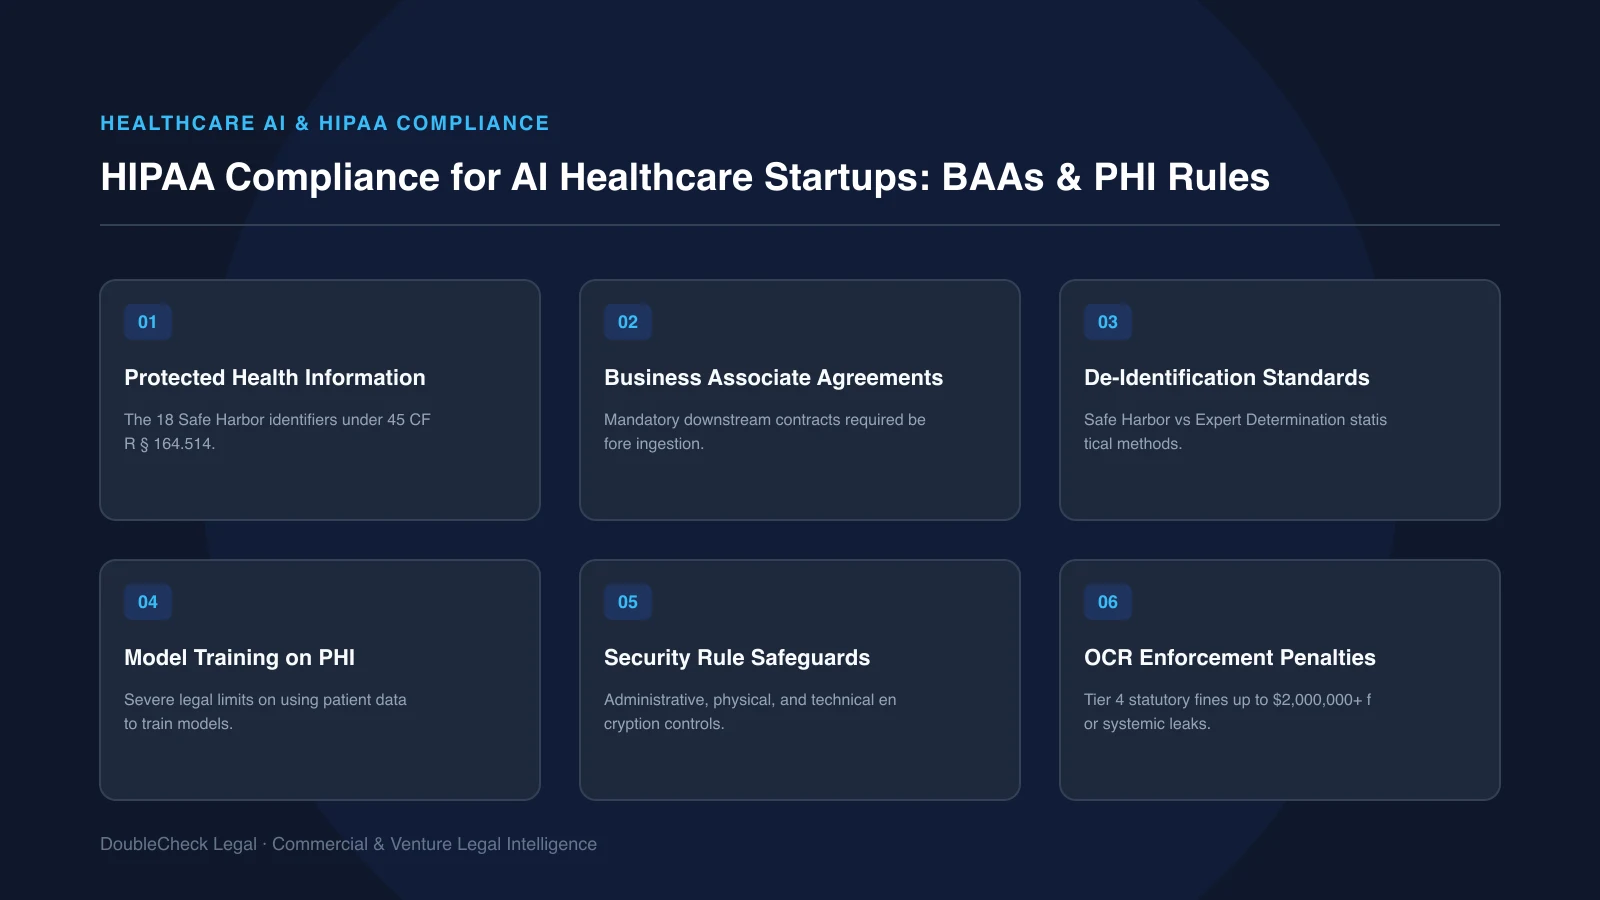 HEALTHCARE AI & HIPAA COMPLIANCE
HIPAA Compliance for AI Healthcare Startups: BAAs & PHI Rules
01
Protected Health Information
The 18 Safe Harbor identifiers under 45 CF
R § 164.514.
02
Business Associate Agreements
Mandatory downstream contracts required be
fore ingestion.
03
De-Identification Standards
Safe Harbor vs Expert Determination statis
tical methods.
04
Model Training on PHI
Severe legal limits on using patient data
to train models.
05
Security Rule Safeguards
Administrative, physical, and technical en
cryption controls.
06
OCR Enforcement Penalties
Tier 4 statutory fines up to $2,000,000+ f
or systemic leaks.
DoubleCheck Legal · Commercial & Venture Legal Intelligence